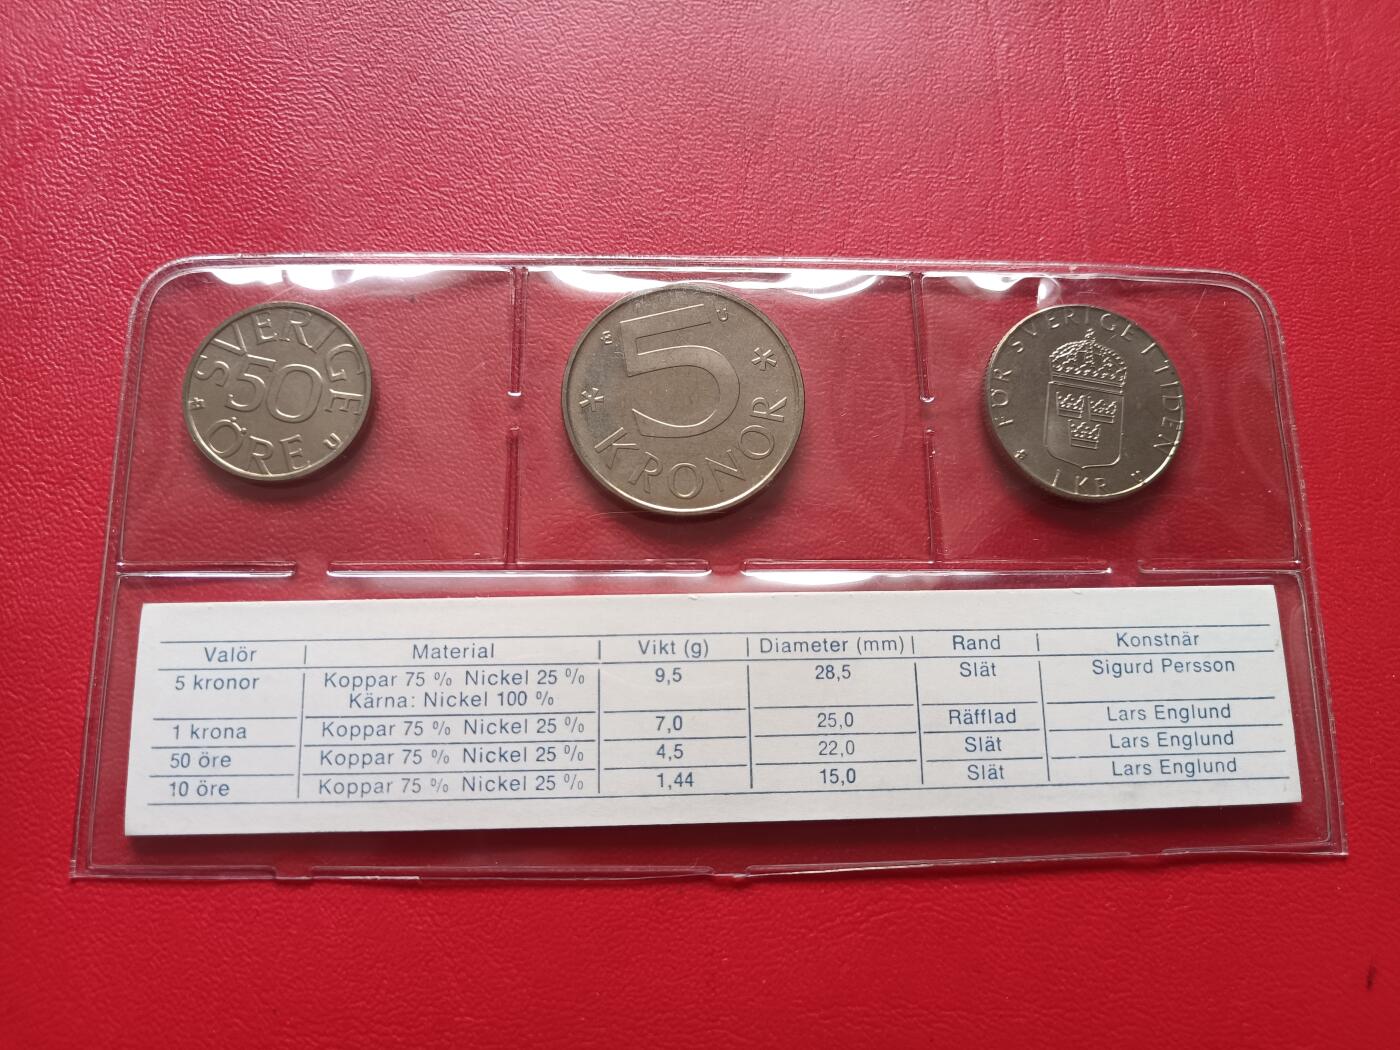 SVERIGE
50
ÖRE
U
5
U
KRONOR
FÖR SVERIGE I TIDEN
1 KR
U
Valör Material Vikt (g) Diameter (mm) Rand Konstnär
5 kronor Koppar 75 % Nickel 25 % 9,5 28,5 Slät Sigurd Persson
Kärna: Nickel 100 %
1 krona Koppar 75 % Nickel 25 % 7,0 25,0 Räfflad Lars Englund
50 öre Koppar 75 % Nickel 25 % 4,5 22,0 Slät Lars Englund
10 öre Koppar 75 % Nickel 25 % 1,44 15,0 Slät Lars Englund